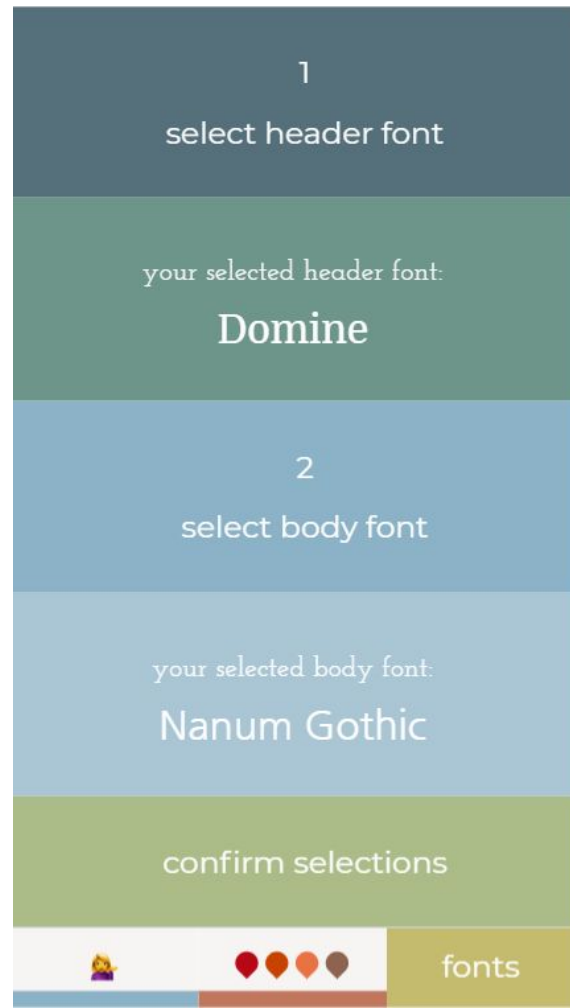 1
select header font
your selected header font:
Domine
2
select body font
your selected body font:
Nanum Gothic
confirm selections
fonts